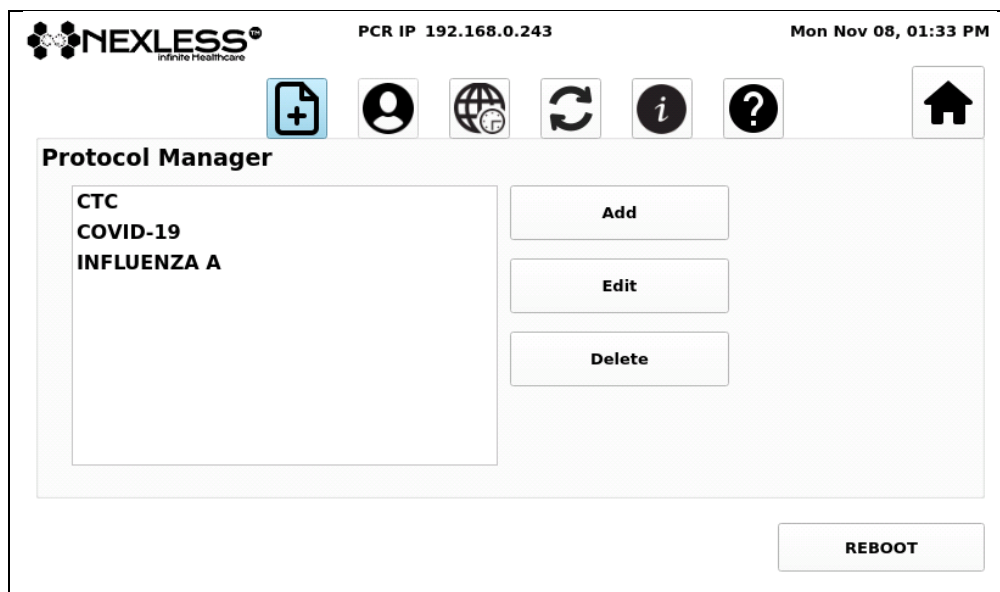 NEXLESS™
Infinite Healthcare
PCR IP 192.168.0.243
Mon Nov 08, 01:33 PM
Protocol Manager
CTC
COVID-19
INFLUENZA A
Add
Edit
Delete
REBOOT